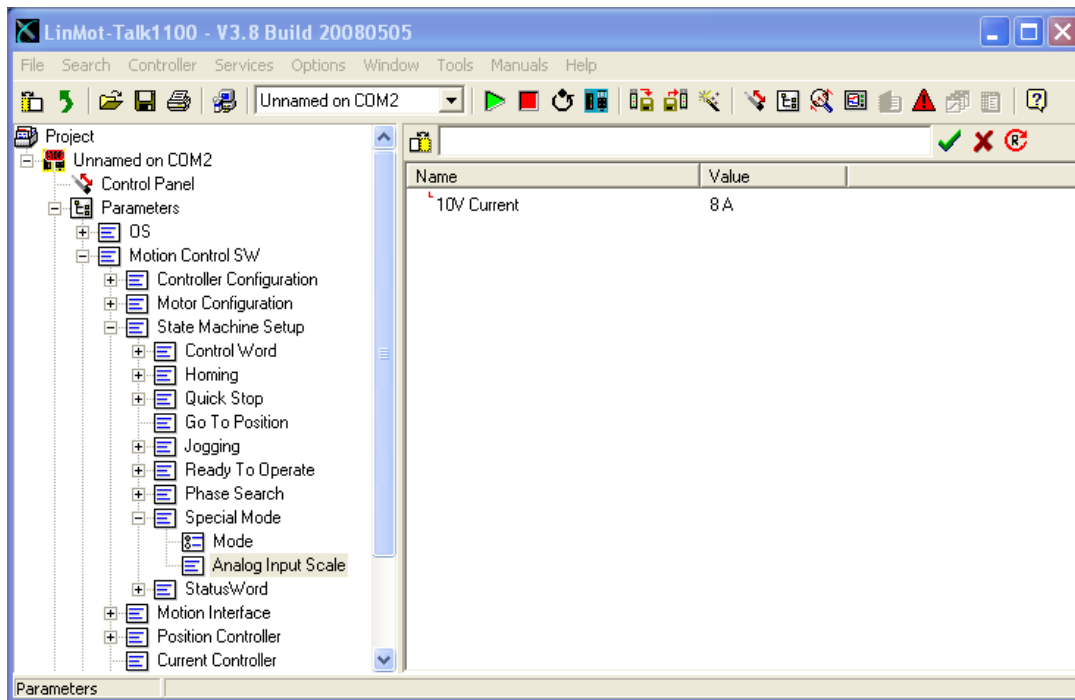 LinMot-Talk1100 - V3.8 Build 20080505
File Search Controller Services Options Window Tools Manuals Help
Unnamed on COM2
Project
Unnamed on COM2
Control Panel
Parameters
OS
Motion Control SW
Controller Configuration
Motor Configuration
State Machine Setup
Control Word
Homing
Quick Stop
Go To Position
Jogging
Ready To Operate
Phase Search
Special Mode
Mode
Analog Input Scale
StatusWord
Motion Interface
Position Controller
Current Controller
Name Value
10V Current 8 A
Parameters